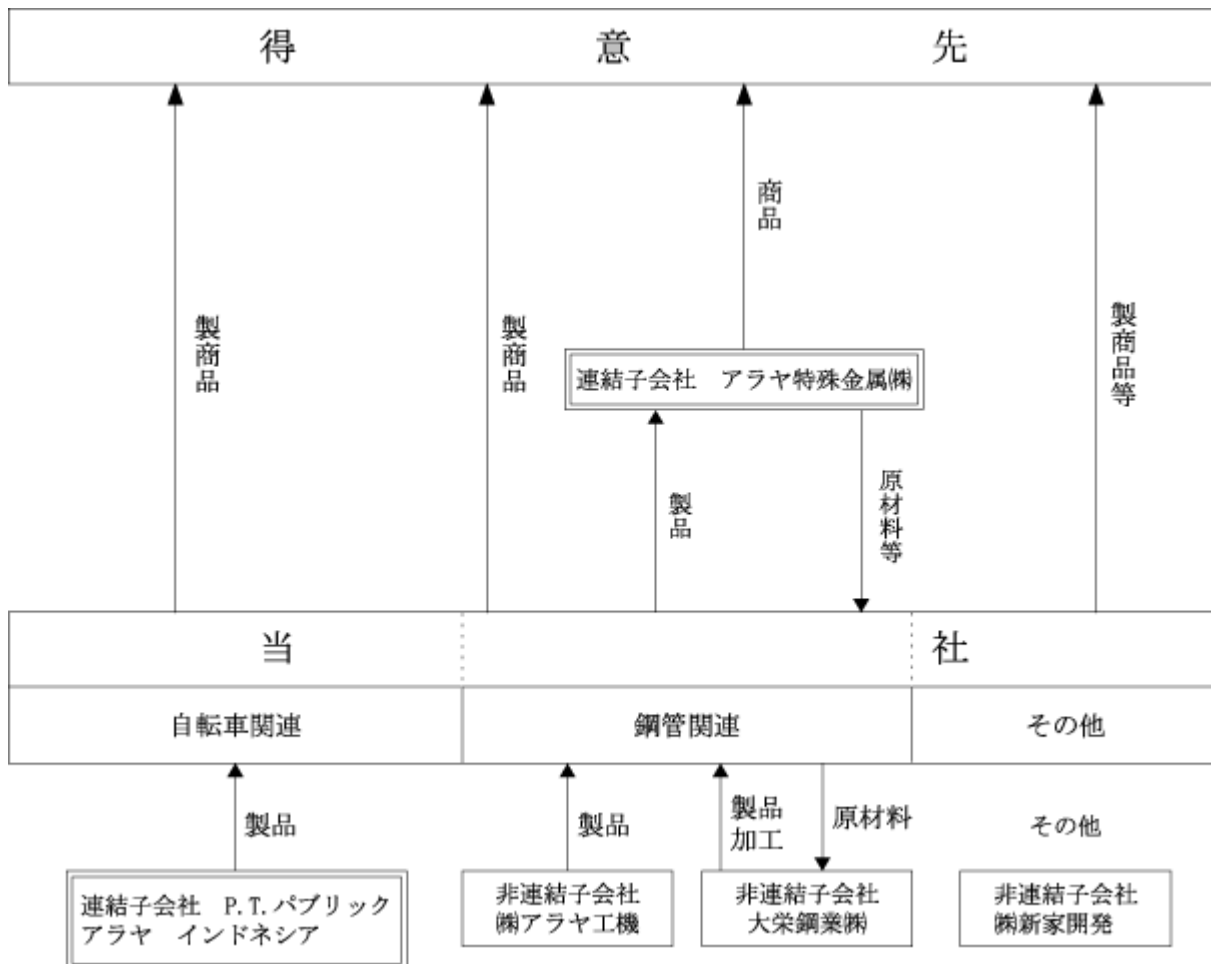 得意先
商品
製商品
製商品
製商品等
連結子会社 アラヤ特殊金属㈱
製品
原材料等
当社
自転車関連
鋼管関連
その他
製品
製品
製品
加工
原材料
その他
連結子会社 P.T.パブリック
アラヤ インドネシア
非連結子会社
㈱アラヤ工機
非連結子会社
大栄鋼業㈱
非連結子会社
㈱新家開発